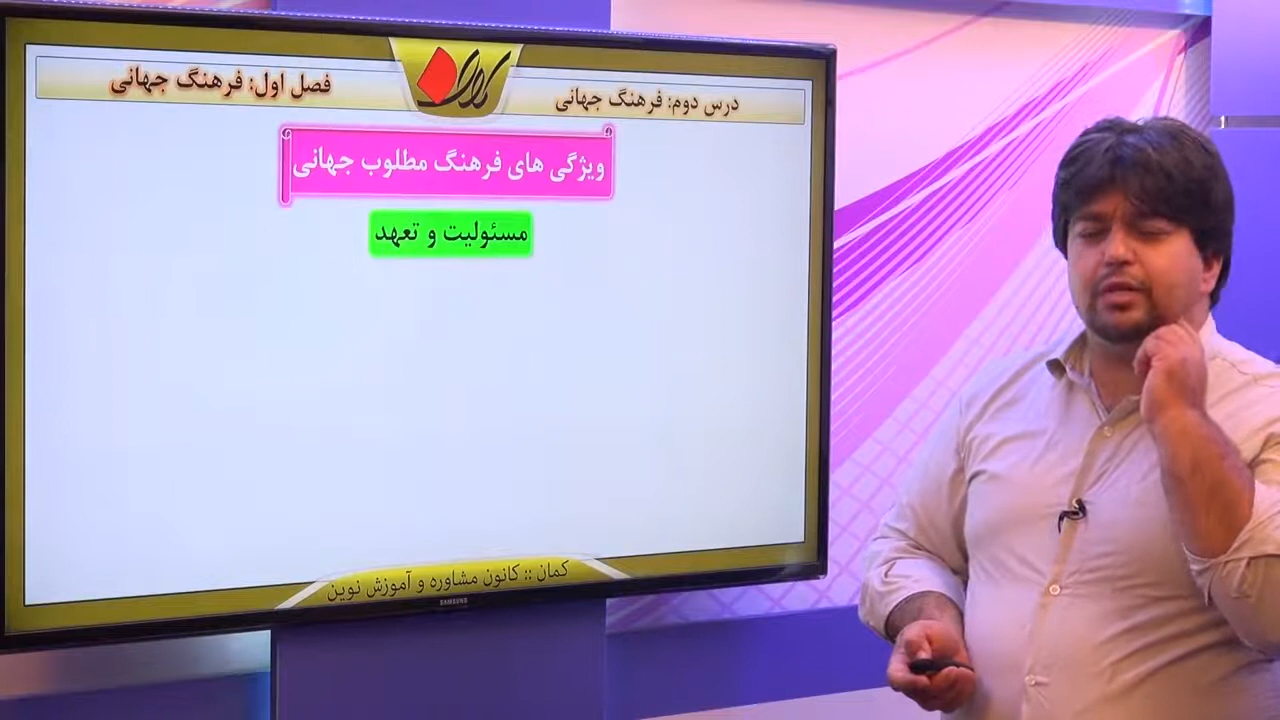 درس دوم: فرهنگ جهانی
فصل اول: فرهنگ جهانی
ویژگی های فرهنگ مطلوب جهانی
مسئولیت و تعهد
کمان :: کانون مشاوره و آموزش نوین
SAMSUNG